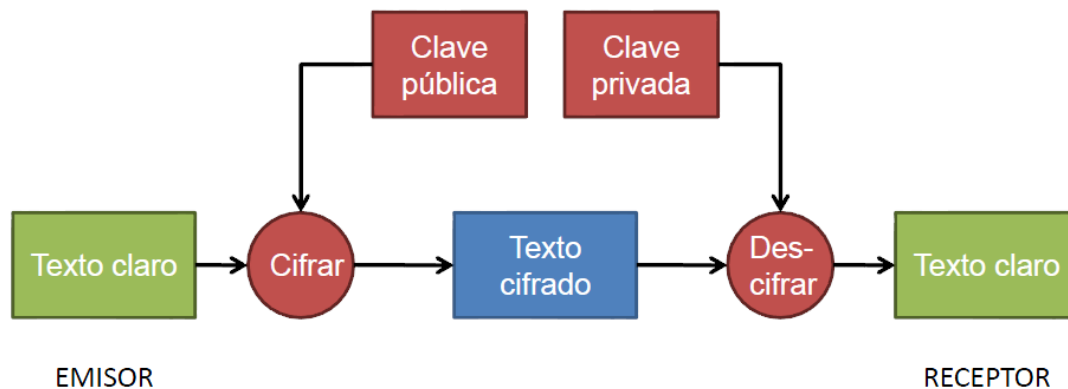 Clave
pública
Clave
privada
Texto claro
Cifrar
Texto
cifrado
Des-
cifrar
Texto claro
EMISOR
RECEPTOR